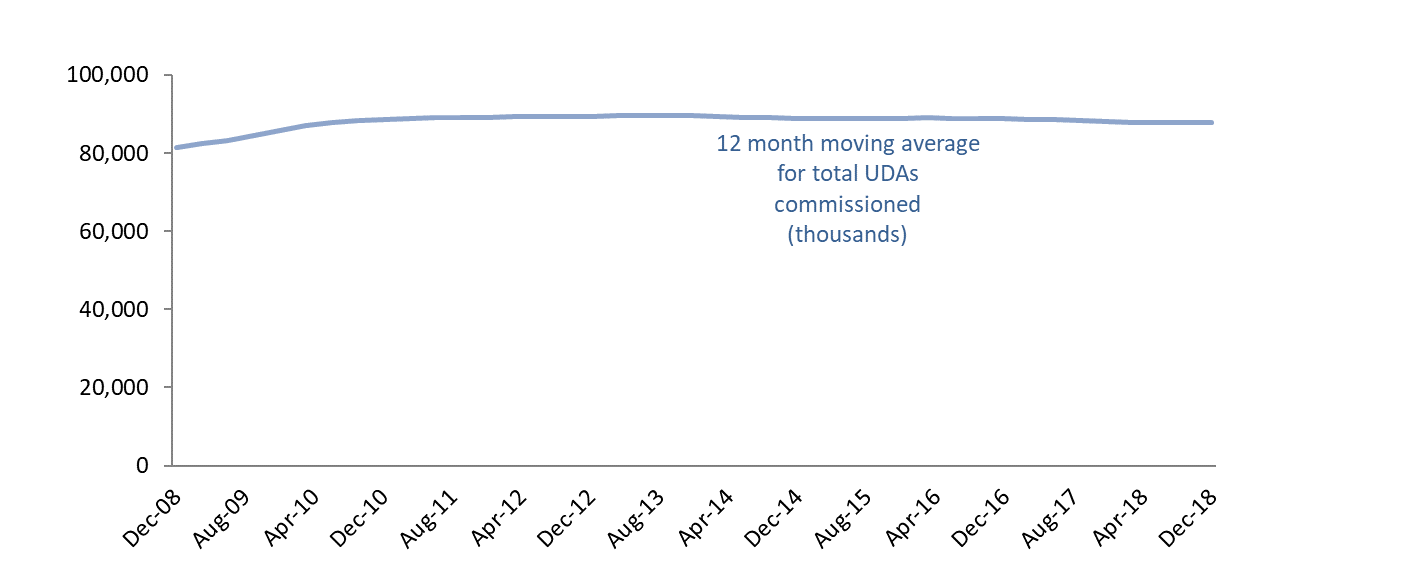 100,000
80,000
60,000
40,000
20,000
0
12 month moving average
for total UDAs
commissioned
(thousands)
Dec-08
Aug-09
Apr-10
Dec-10
Aug-11
Apr-12
Dec-12
Aug-13
Apr-14
Dec-14
Aug-15
Apr-16
Dec-16
Aug-17
Apr-18
Dec-18